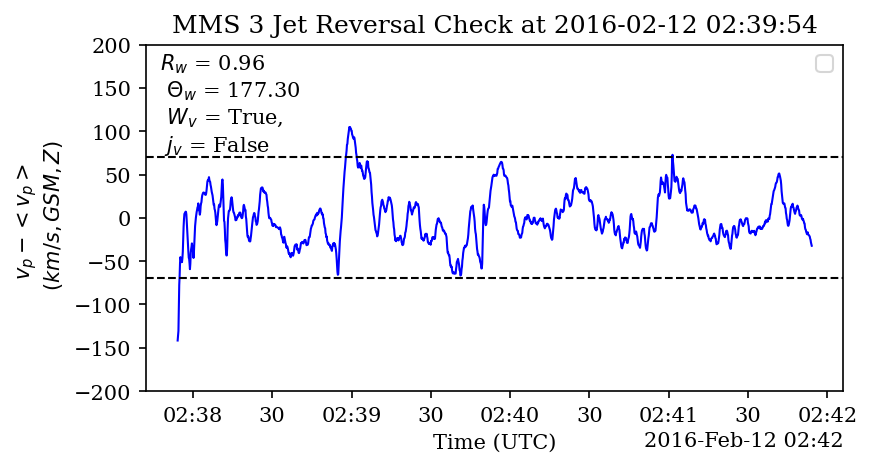 MMS 3 Jet Reversal Check at 2016-02-12 02:39:54
R_w = 0.96
Θ_w = 177.30
W_v = True,
j_v = False
v_p − < v_p >
(km/s, GSM, Z)
200
150
100
50
0
−50
−100
−150
−200
02:38 30 02:39 30 02:40 30 02:41 30 02:42
Time (UTC) 2016-Feb-12 02:42